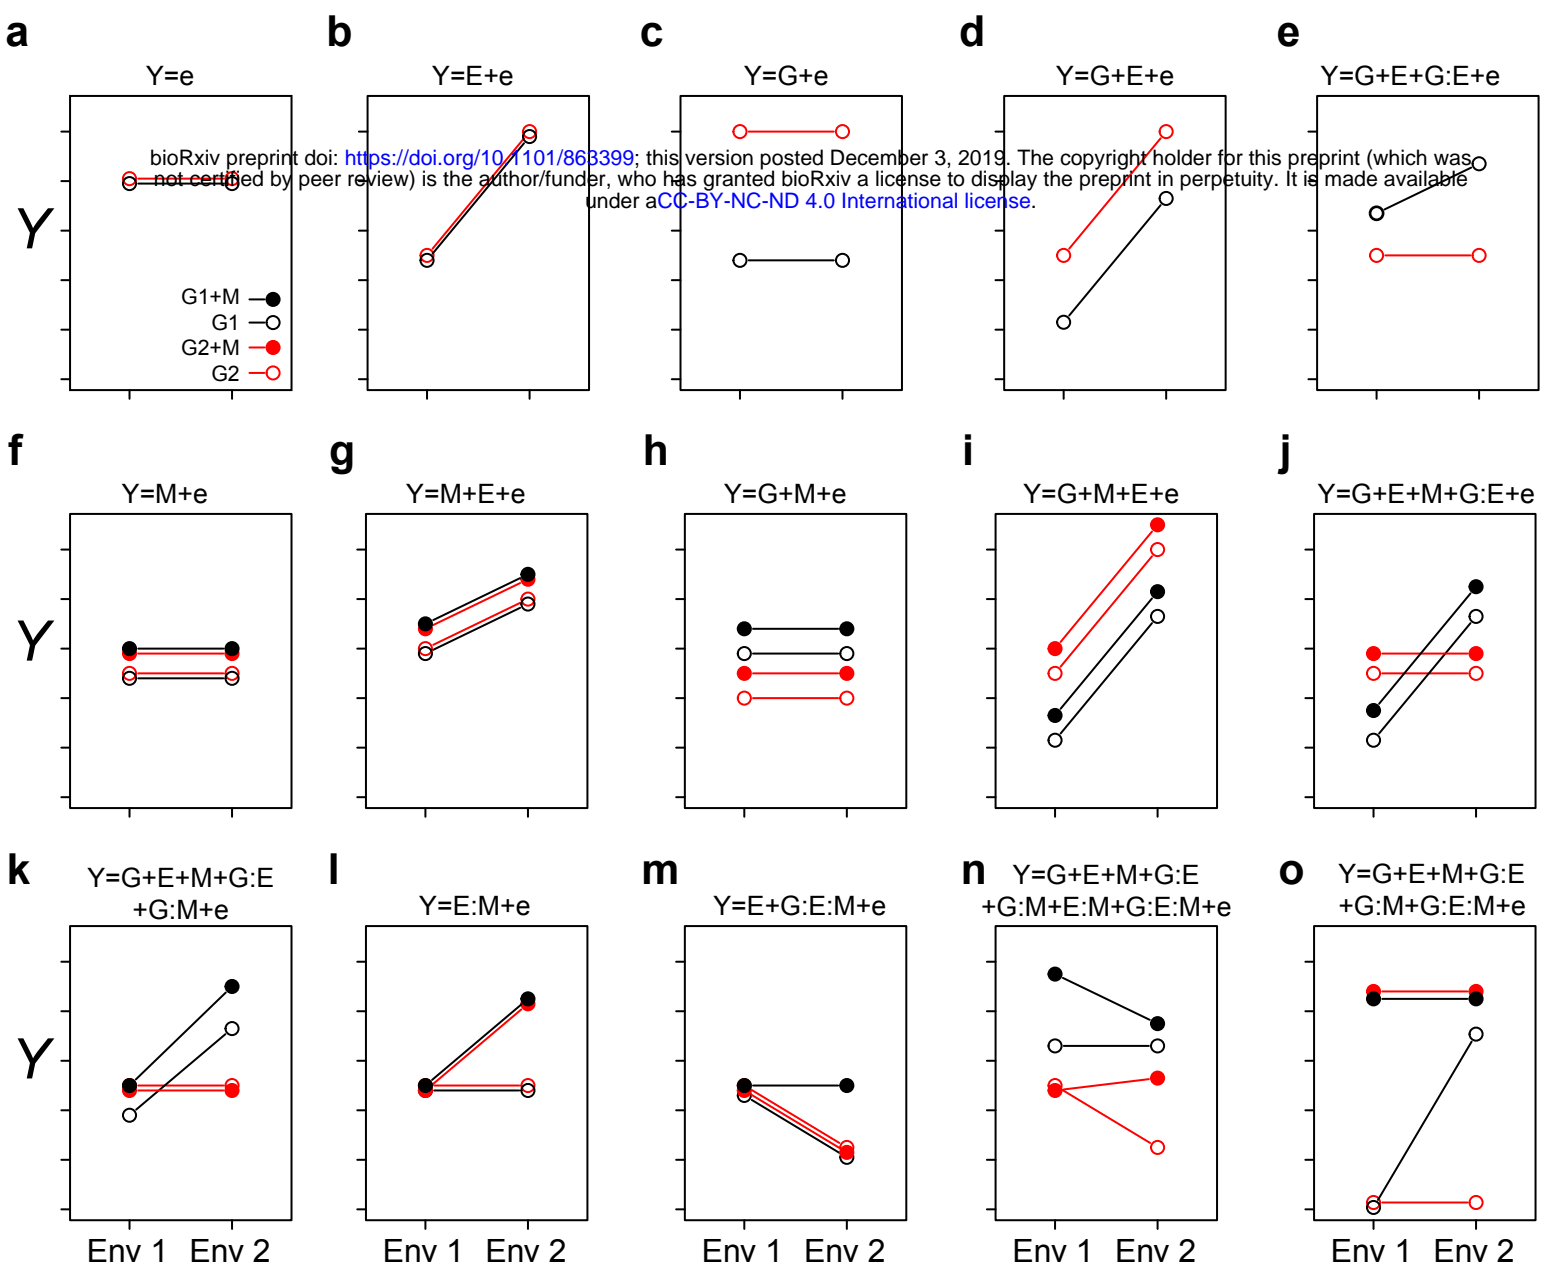 a b c d e
Y=e Y=E+e Y=G+e Y=G+E+e Y=G+E+G:E+e
bioRxiv preprint doi: https://doi.org/10.1101/863399; this version posted December 3, 2019. The copyright holder for this preprint (which was
not certified by peer review) is the author/funder, who has granted bioRxiv a license to display the preprint in perpetuity. It is made available
under aCC-BY-NC-ND 4.0 International license.
Y
G1+M
G1
G2+M
G2
f g h i j
Y=M+e Y=M+E+e Y=G+M+e Y=G+M+E+e Y=G+E+M+G:E+e
Y
k l m n o
Y=G+E+M+G:E
+G:M+e
Y=E:M+e
Y=E+G:E:M+e
Y=G+E+M+G:E
+G:M+E:M+G:E:M+e
Y=G+E+M+G:E
+G:M+G:E:M+e
Y
Env 1 Env 2 Env 1 Env 2 Env 1 Env 2 Env 1 Env 2 Env 1 Env 2